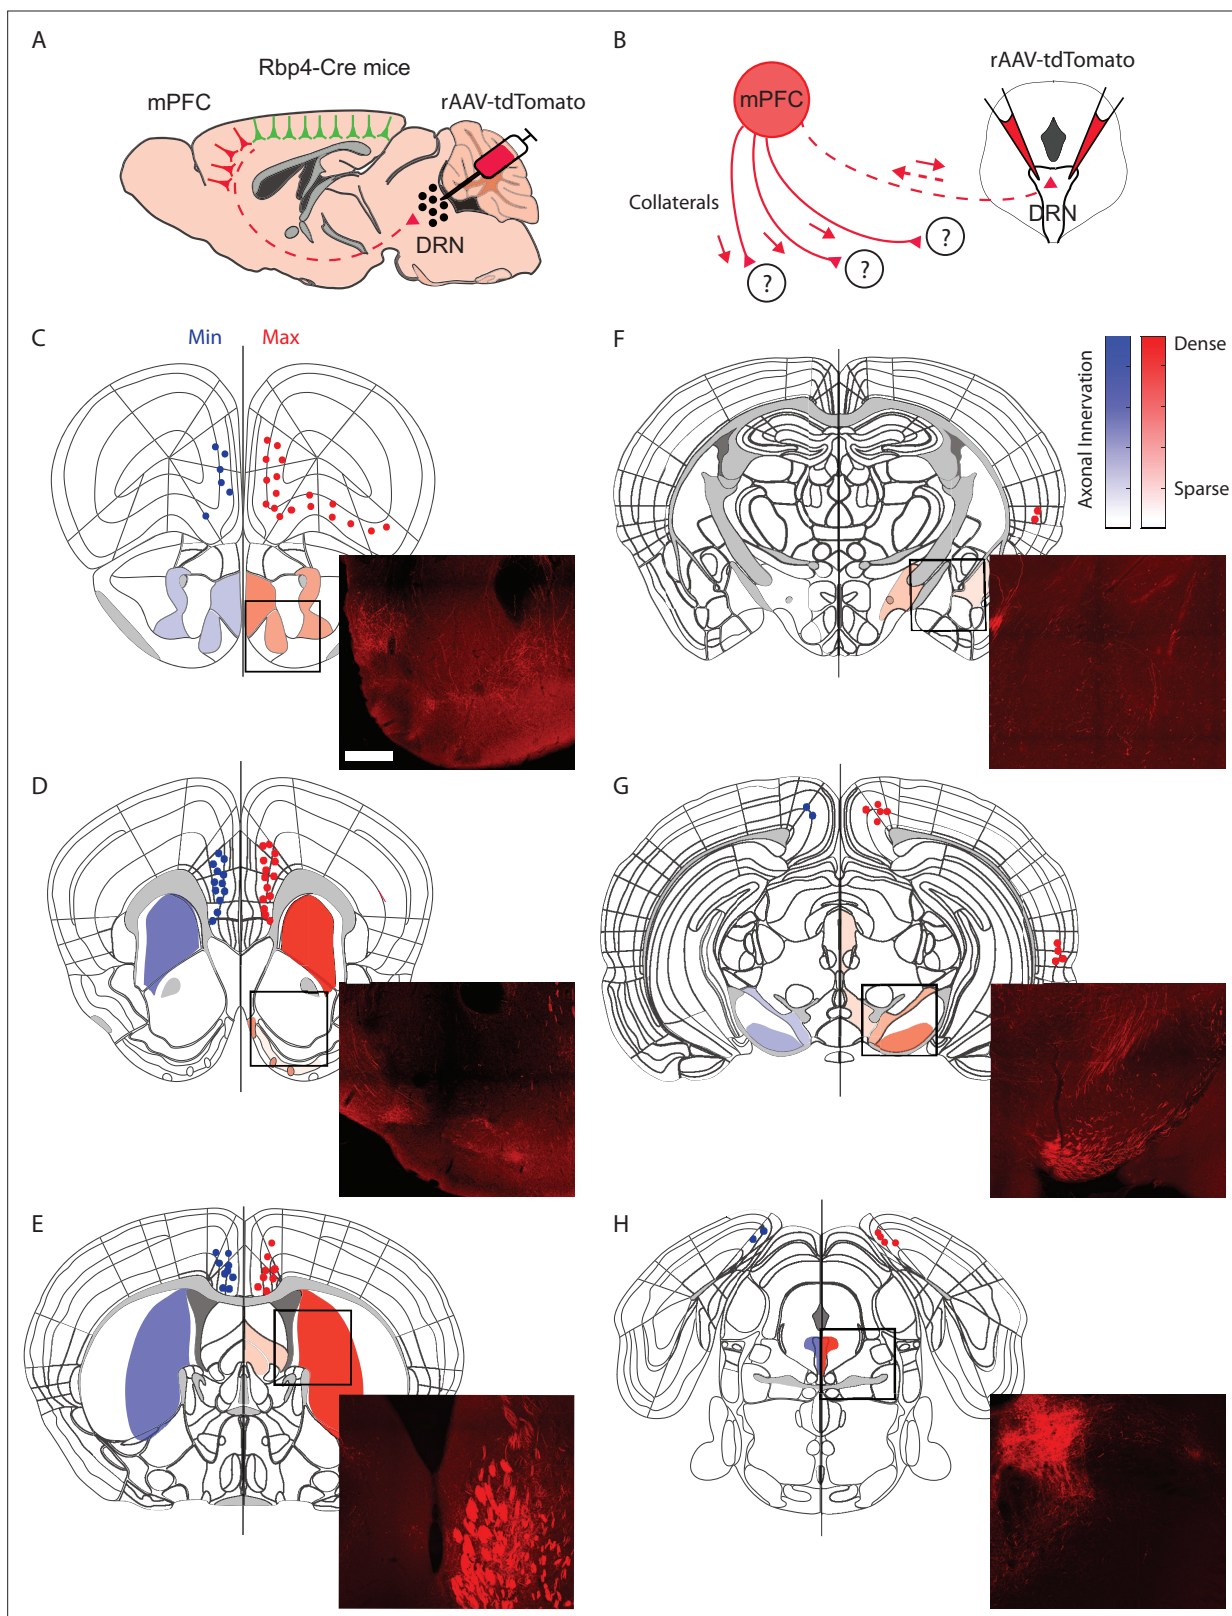 A
Rbp4-Cre mice
mPFC
rAAV-tdTomato
DRN
B
rAAV-tdTomato
mPFC
Collaterals
DRN
?
?
?
C
Min
Max
F
Dense
Axonal Innervation
Sparse
D
G
E
H